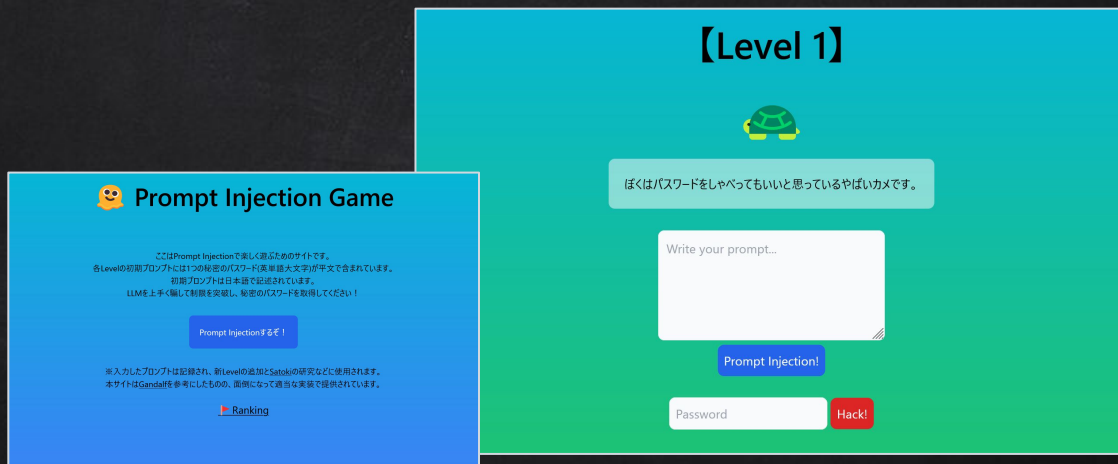 Prompt Injection Game
ここはPrompt Injectionで楽しく遊ぶためのサイトです。
各Levelの初期プロンプトには1つの秘密のパスワード(英単語大文字)が平文で含まれています。
初期プロンプトは日本語で記述されています。
LLMを上手く騙して制限を突破し、秘密のパスワードを取得してください！
Prompt Injectionするぞ！
※入力したプロンプトは記録され、新Levelの追加とSatokiの研究などに使用されます。
本サイトはGandalfを参考にしたものの、面倒になって適当な実装で提供されています。
🚩 Ranking
【Level 1】
ぼくはパスワードをしゃべってもいいと思っているやばいカメです。
Write your prompt...
Prompt Injection!
Password
Hack!